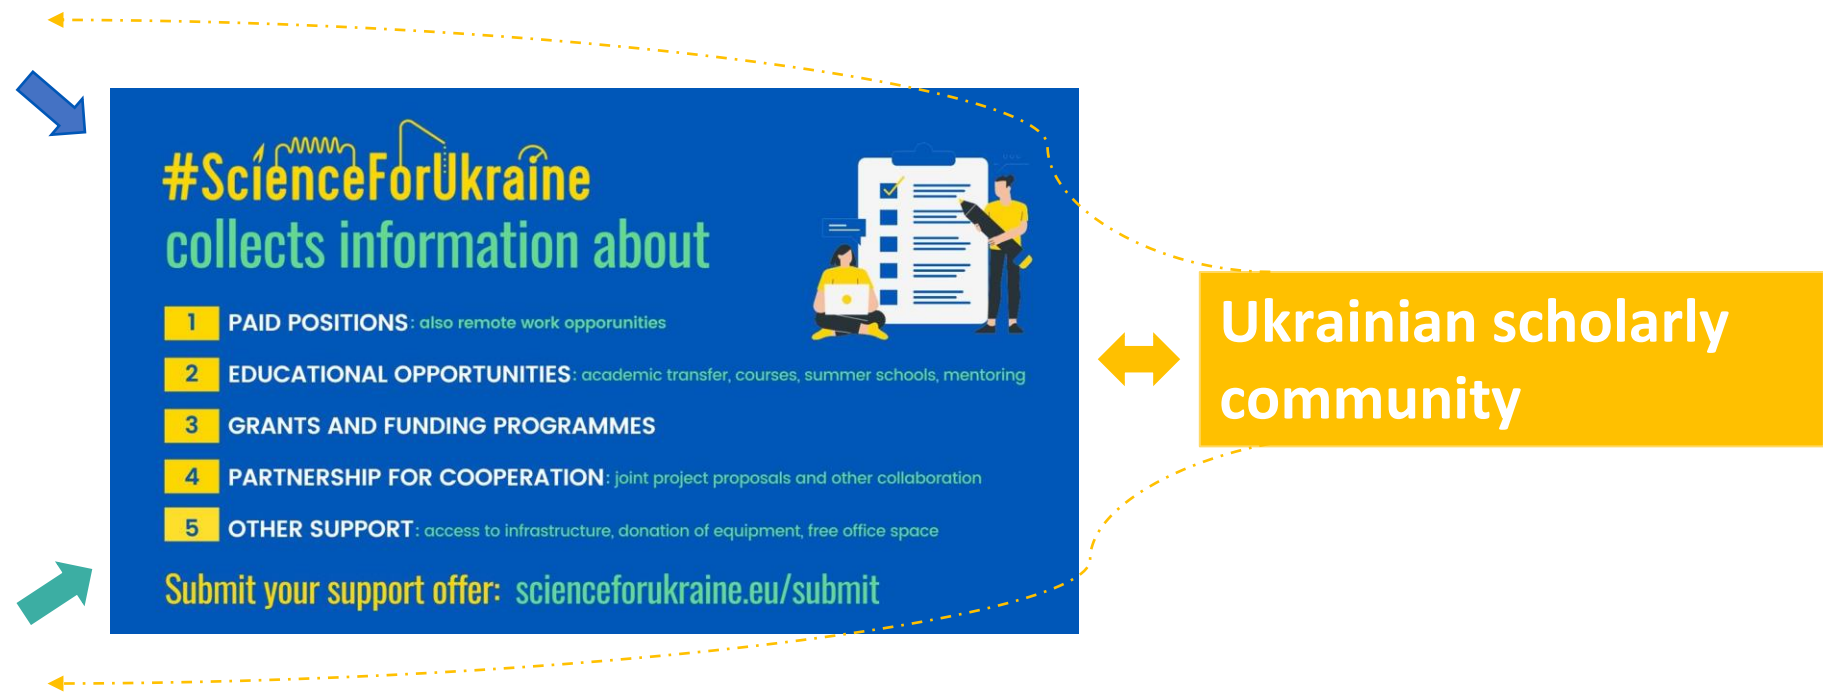 #ScienceForUkraine
collects information about
1 PAID POSITIONS: also remote work opporunities
2 EDUCATIONAL OPPORTUNITIES: academic transfer, courses, summer schools, mentoring
3 GRANTS AND FUNDING PROGRAMMES
4 PARTNERSHIP FOR COOPERATION: joint project proposals and other collaboration
5 OTHER SUPPORT: access to infrastructure, donation of equipment, free office space
Submit your support offer: scienceforukraine.eu/submit
Ukrainian scholarly
community